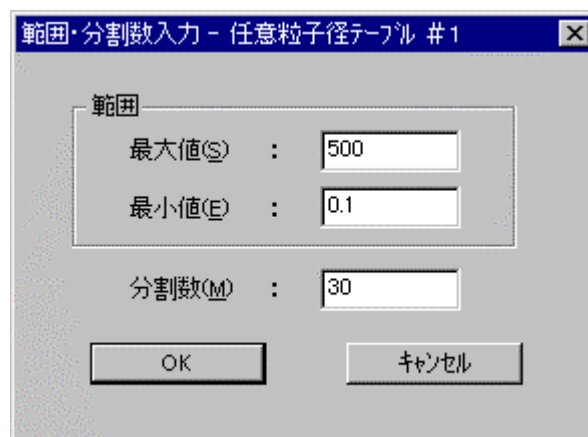 範囲・分割数入力 - 任意粒子径ﾃｰﾌﾞﾙ #1
範囲
最大値(S) : 500
最小値(E) : 0.1
分割数(M) : 30
OK ｷｬﾝｾﾙ